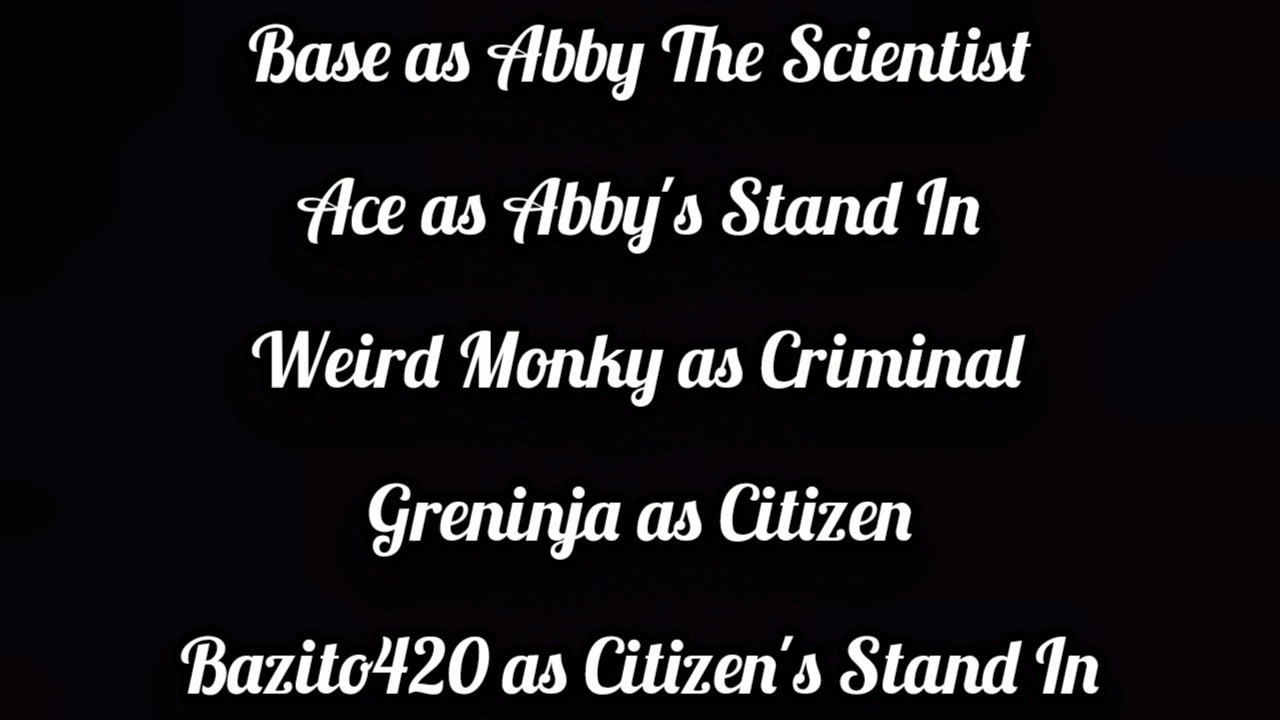 Base as Abby The Scientist
Ace as Abby's Stand In
Weird Monky as Criminal
Greninja as Citizen
Bazito420 as Citizen's Stand In